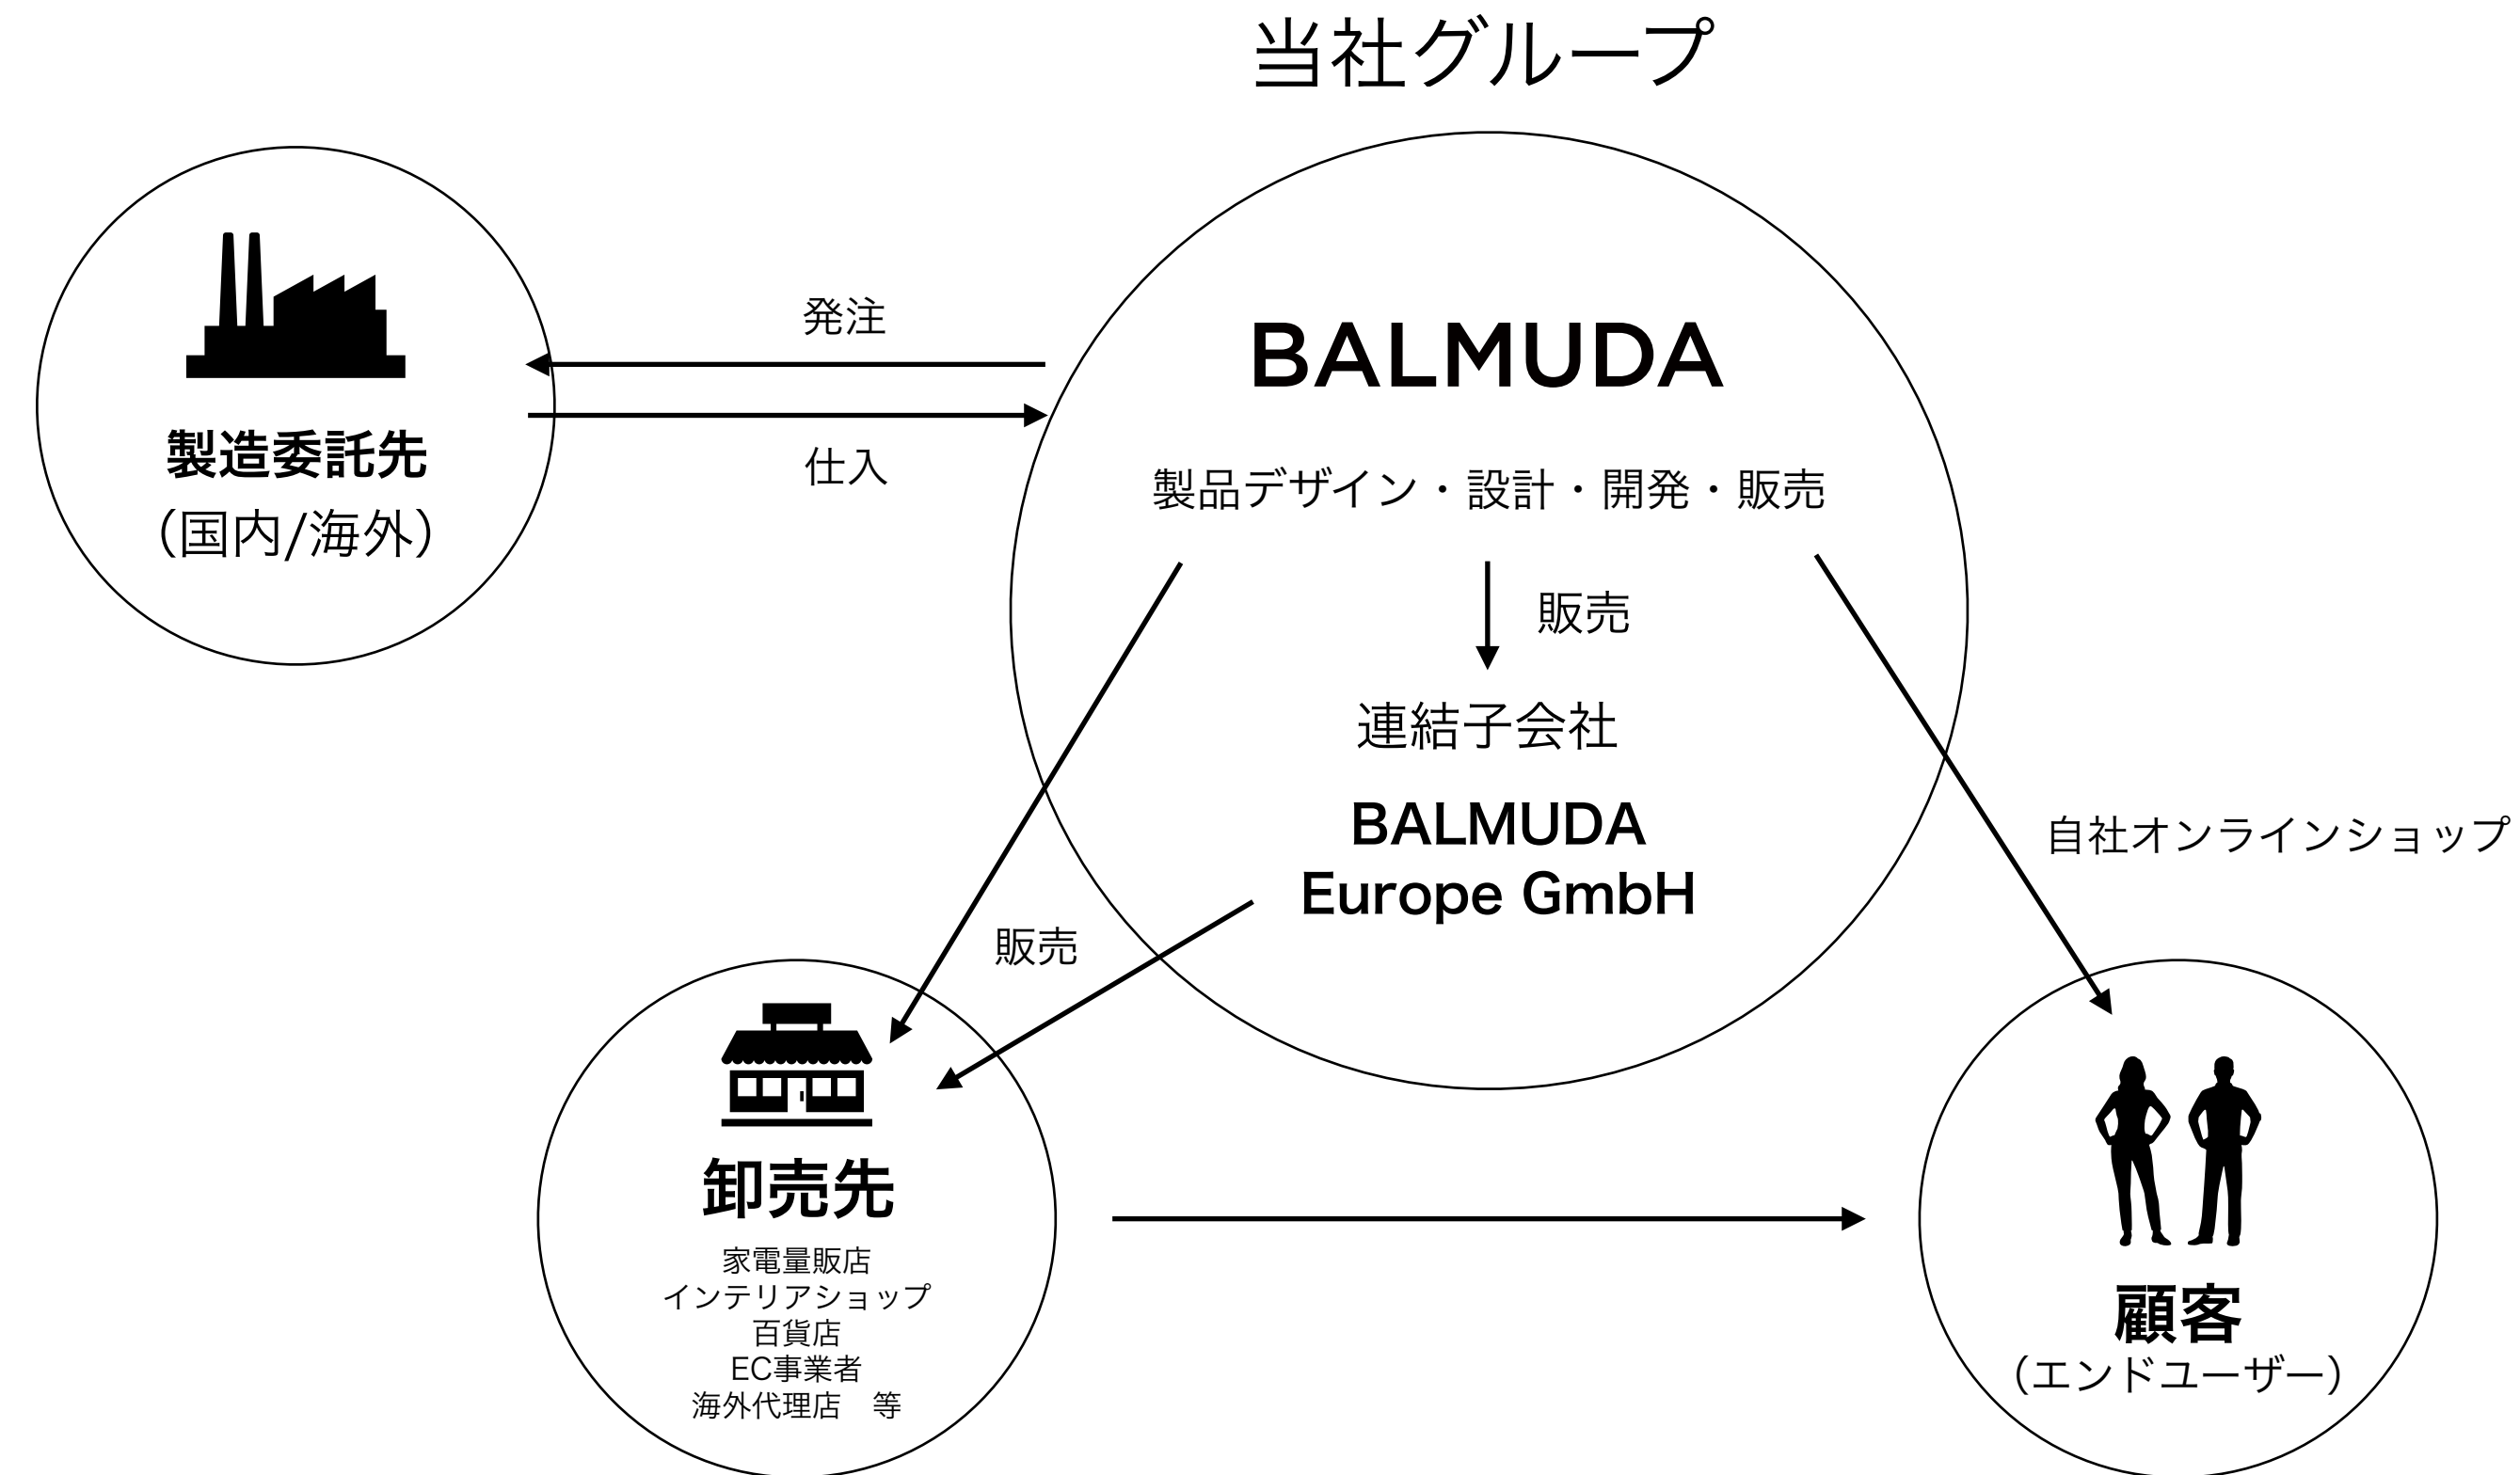 当社グループ
製造委託先
（国内/海外）
発注
仕入
BALMUDA
製品デザイン・設計・開発・販売
販売
連結子会社
BALMUDA
Europe GmbH
自社オンラインショップ
販売
卸売先
家電量販店
インテリアショップ
百貨店
EC事業者
海外代理店　等
顧客
（エンドユーザー）